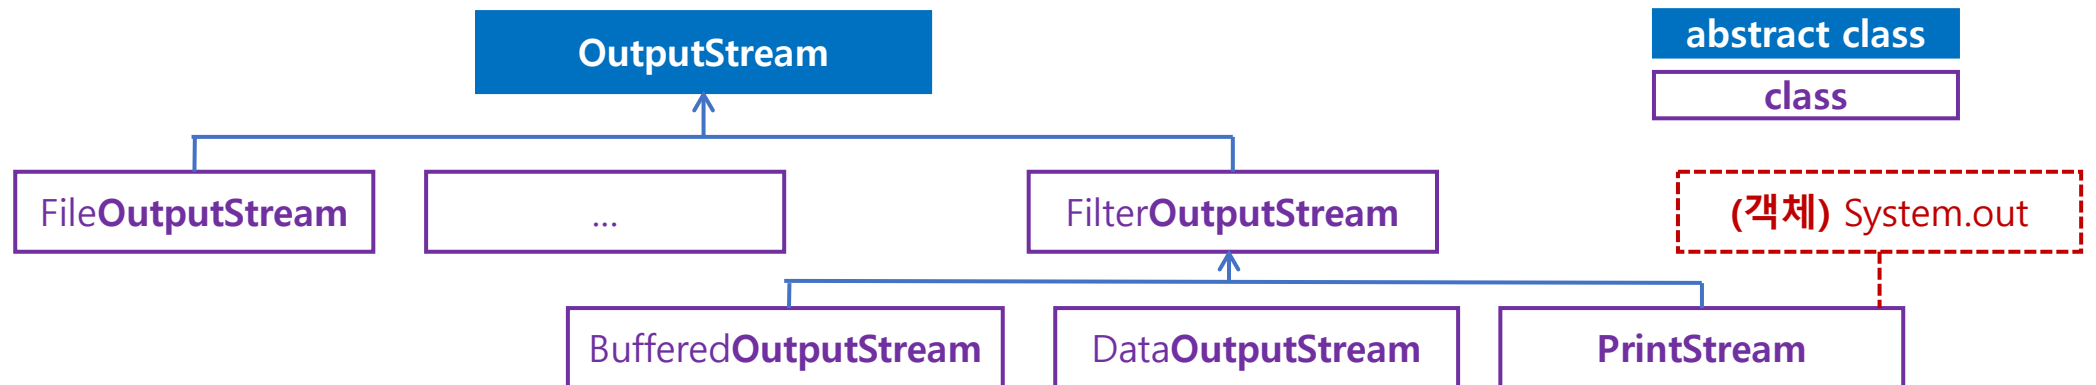 OutputStream
abstract class
class
FileOutputStream
...
FilterOutputStream
(객체) System.out
BufferedOutputStream
DataOutputStream
PrintStream